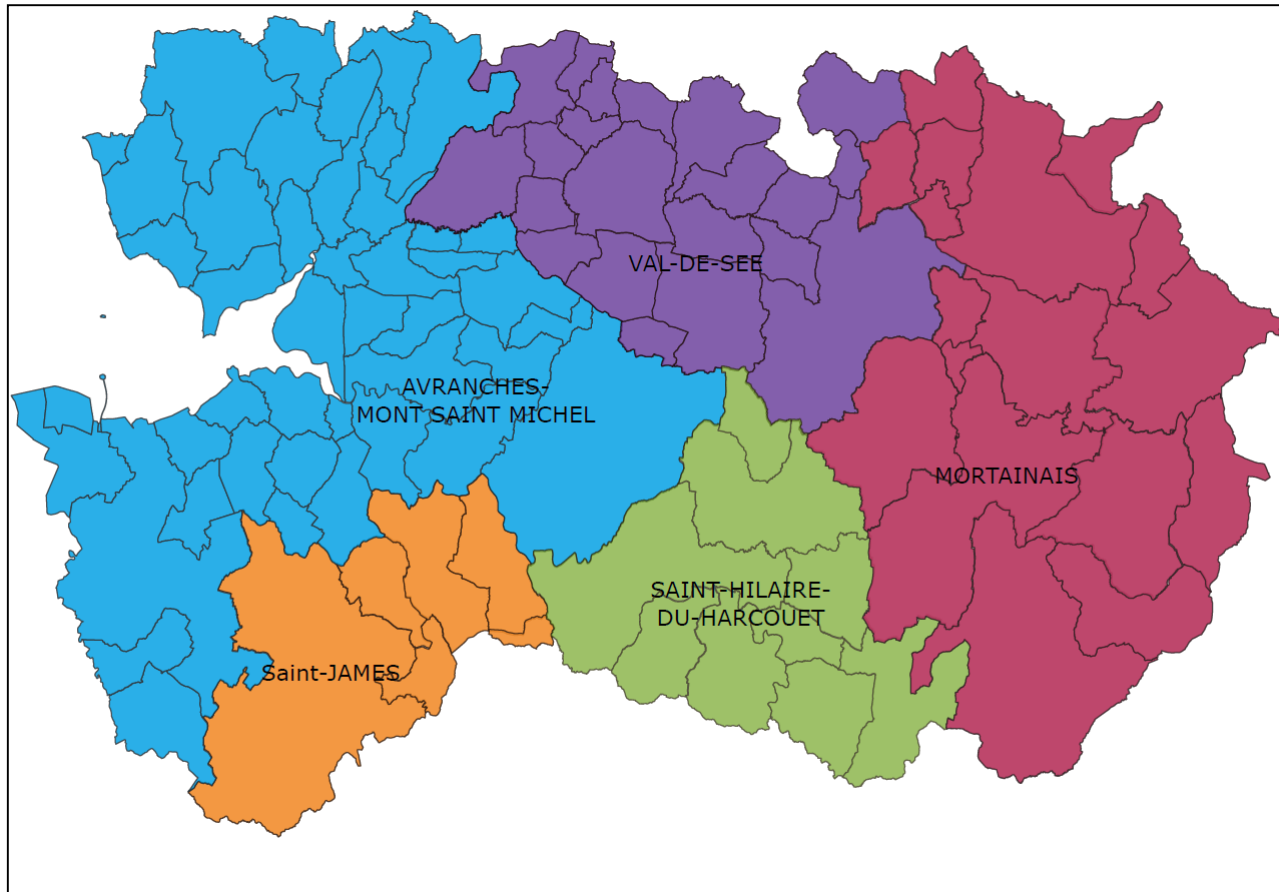 VAL-DE-SEE
AVRANCHES-
MONT SAINT MICHEL
MORTAINAIS
SAINT-HILAIRE-
DU-HARCOUET
Saint-JAMES